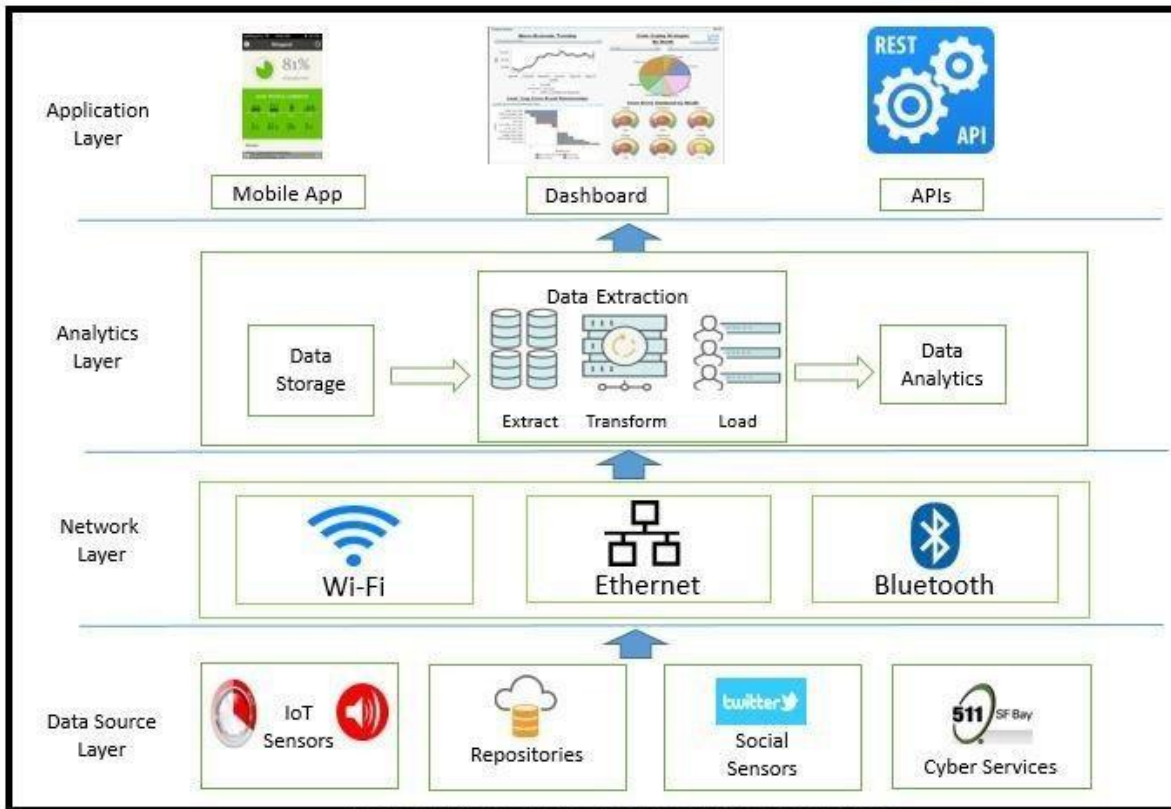 81%
REST
API
Application
Layer
Mobile App
Dashboard
APIs
Data Extraction
Analytics
Layer
Data
Storage
Data
Analytics
Extract
Transform
Load
Network
Layer
Wi-Fi
Ethernet
Bluetooth
IoT
Sensors
twitter
511 SF Bay
Data Source
Layer
Repositories
Social
Sensors
Cyber Services